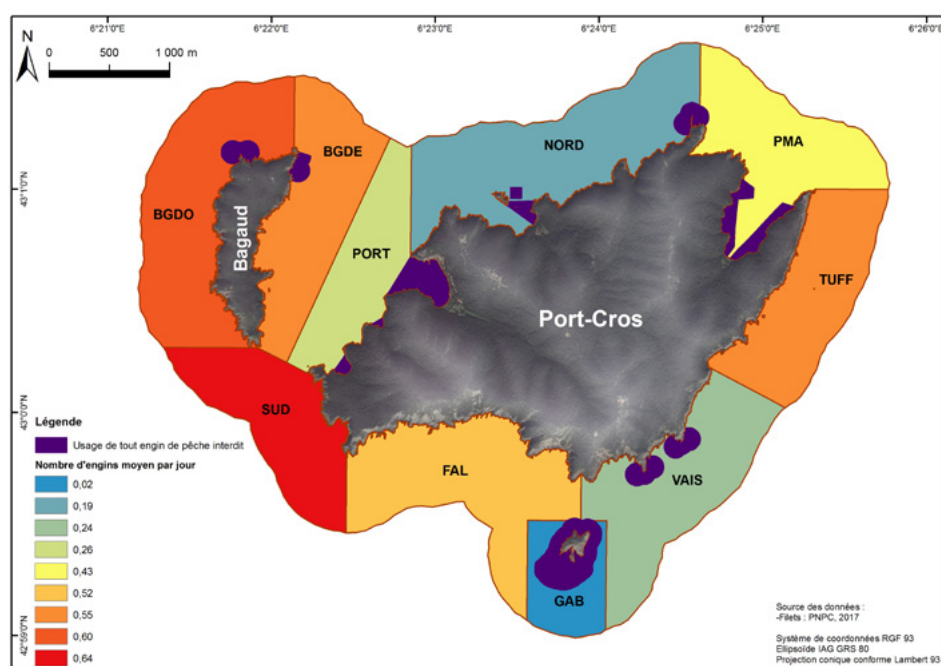 6°21'0"E 6°22'0"E 6°23'0"E 6°24'0"E 6°25'0"E 6°26'0"E
N
0 500 1 000 m
43°1'0"N
43°0'0"N
42°59'0"N
NORD
PMA
BGDE
BGDO
Bagaud
PORT
TUFF
Port-Cros
SUD
FAL
VAIS
GAB
Légende
Usage de tout engin de pêche interdit
Nombre d'engins moyen par jour
0,02
0,19
0,24
0,26
0,43
0,52
0,55
0,60
0,64
Source des données :
-Filets : PNPC, 2017
Système de coordonnées RGF 93
Ellipsoïde IAG GRS 80
Projection conique conforme Lambert 93